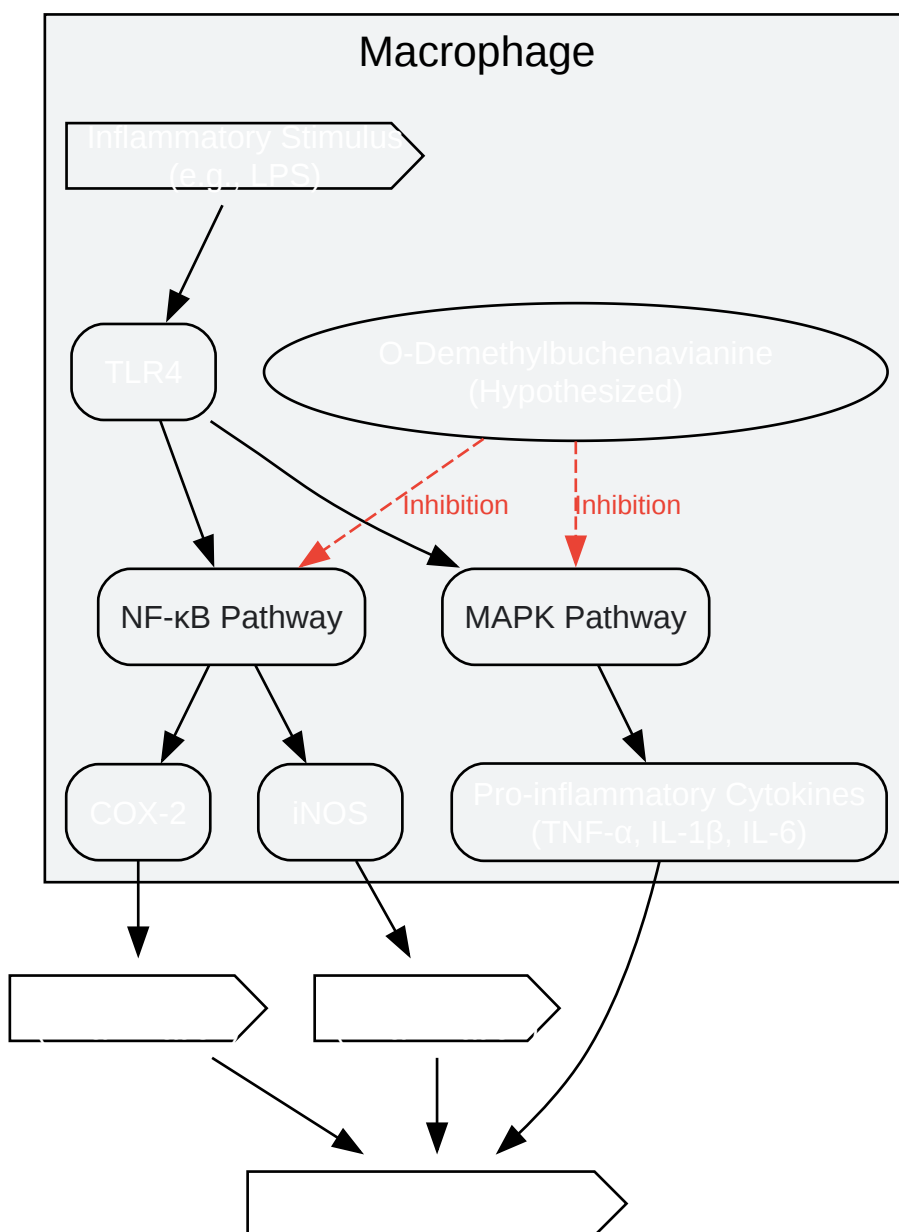 Macrophage
Inflammatory Stimulus
(e.g., LPS)
TLR4
O-Demethylbuchenavianine
(Hypothesized)
Inhibition
Inhibition
NF-κB Pathway
MAPK Pathway
COX-2
iNOS
Pro-inflammatory Cytokines
(TNF-α, IL-1β, IL-6)